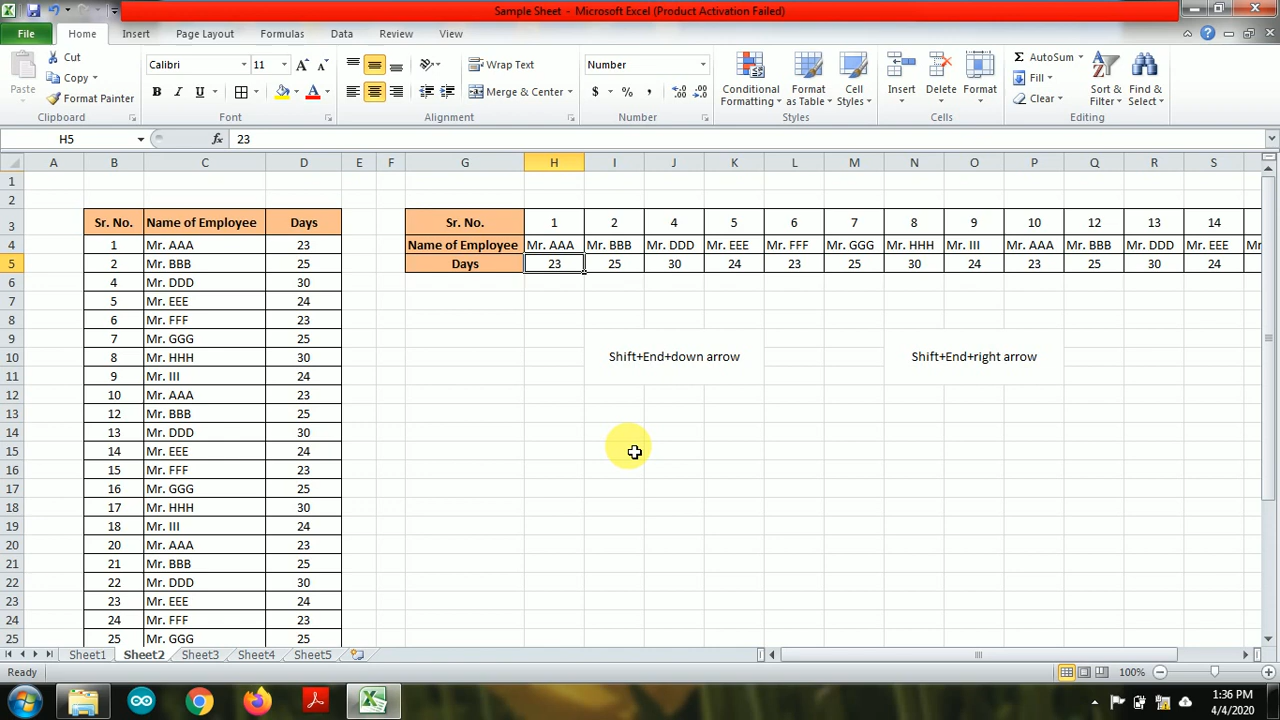 Sample Sheet - Microsoft Excel (Product Activation Failed)
File Home Insert Page Layout Formulas Data Review View
Cut
Copy
Format Painter
Paste
Clipboard
Calibri 11
B I U
Font
Wrap Text
Merge & Center
Alignment
Number
$ % ,
Number
Conditional Formatting
Format as Table
Cell Styles
Styles
Insert Delete Format
Cells
AutoSum
Fill
Clear
Sort & Filter
Find & Select
Editing
H5 fx 23
A B C D E F G H I J K L M N O P Q R S
1
2
3 Sr. No. Name of Employee Days Sr. No. 1 2 4 5 6 7 8 9 10 12 13 14
4 1 Mr. AAA 23 Name of Employee Mr. AAA Mr. BBB Mr. DDD Mr. EEE Mr. FFF Mr. GGG Mr. HHH Mr. III Mr. AAA Mr. BBB Mr. DDD Mr. EEE
5 2 Mr. BBB 25 Days 23 25 30 24 23 25 30 24 23 25 30 24
6 4 Mr. DDD 30
7 5 Mr. EEE 24
8 6 Mr. FFF 23
9 7 Mr. GGG 25
10 8 Mr. HHH 30 Shift+End+down arrow Shift+End+right arrow
11 9 Mr. III 24
12 10 Mr. AAA 23
13 12 Mr. BBB 25
14 13 Mr. DDD 30
15 14 Mr. EEE 24
16 15 Mr. FFF 23
17 16 Mr. GGG 25
18 17 Mr. HHH 30
19 18 Mr. III 24
20 20 Mr. AAA 23
21 21 Mr. BBB 25
22 22 Mr. DDD 30
23 23 Mr. EEE 24
24 24 Mr. FFF 23
25 25 Mr. GGG 25
Sheet1 Sheet2 Sheet3 Sheet4 Sheet5
Ready 100%
1:36 PM
4/4/2020